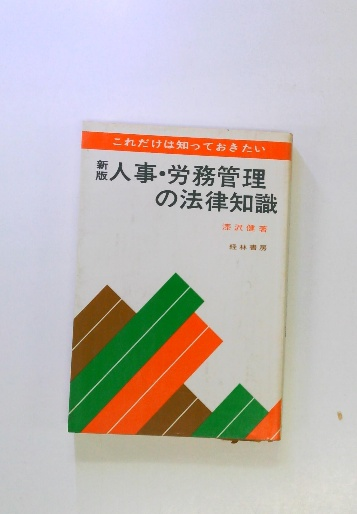 これだけは知っておきたい
新版 人事・労務管理
の法律知識
深沢健著
経林書房